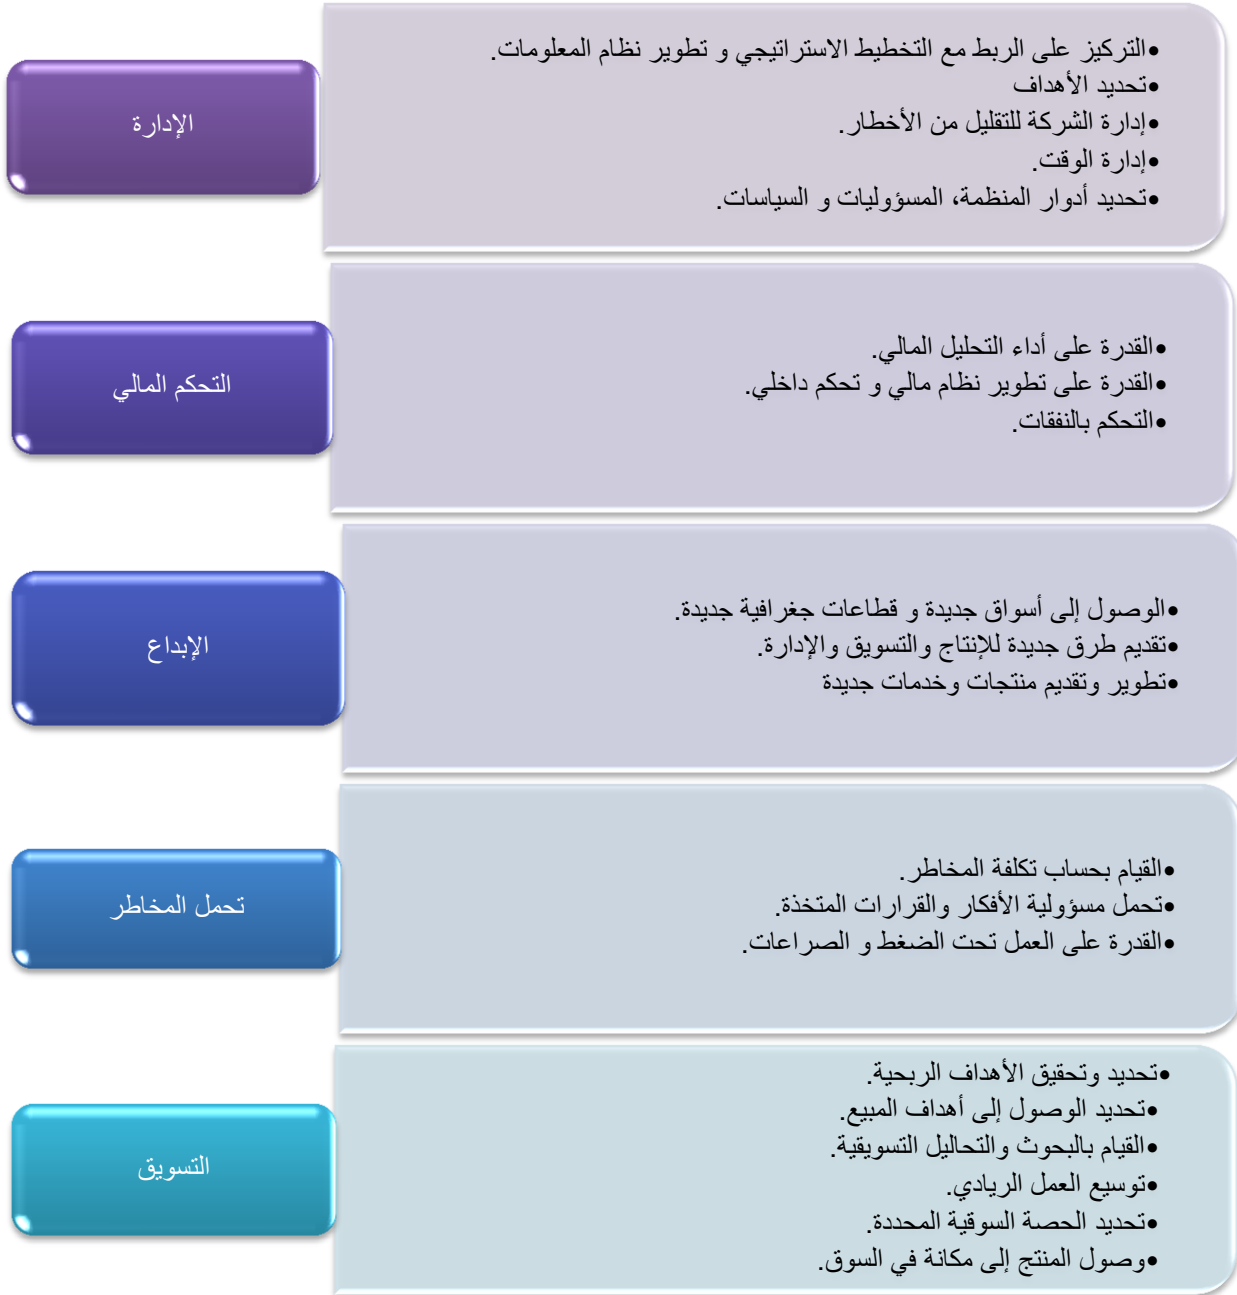 الإدارة
•التركيز على الربط مع التخطيط الاستراتيجي و تطوير نظام المعلومات.
•تحديد الأهداف
•إدارة الشركة للتقليل من الأخطار.
•إدارة الوقت.
•تحديد أدوار المنظمة، المسؤوليات و السياسات.
التحكم المالي
•القدرة على أداء التحليل المالي.
•القدرة على تطوير نظام مالي و تحكم داخلي.
•التحكم بالنفقات.
الإبداع
•الوصول إلى أسواق جديدة و قطاعات جغرافية جديدة.
•تقديم طرق جديدة للإنتاج والتسويق والإدارة.
•تطوير وتقديم منتجات وخدمات جديدة
تحمل المخاطر
•القيام بحساب تكلفة المخاطر.
•تحمل مسؤولية الأفكار والقرارات المتخذة.
•القدرة على العمل تحت الضغط و الصراعات.
التسويق
•تحديد وتحقيق الأهداف الربحية.
•تحديد الوصول إلى أهداف المبيع.
•القيام بالبحوث والتحاليل التسويقية.
•توسيع العمل الريادي.
•تحديد الحصة السوقية المحددة.
•وصول المنتج إلى مكانة في السوق.